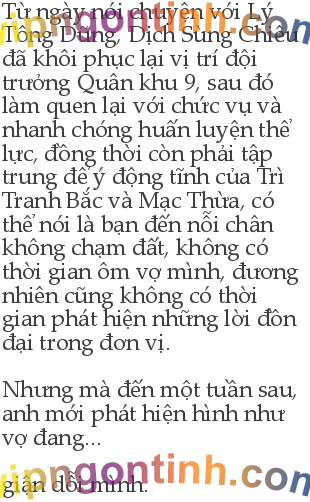 Từ ngày nói chuyện với Lý
Tông Dũng, Dịch Sùng Chiêu
đã khôi phục lại vị trí đội
trưởng Quân khu 9, sau đó
làm quen lại với chức vụ và
nhanh chóng huấn luyện thể
lực, đồng thời còn phải tập
trung để ý động tĩnh của Trì
Tranh Bắc và Mạc Thừa, có
thể nói là bạn đến nỗi chân
không chạm đất, không có
thời gian ôm vợ mình, đương
nhiên cũng không có thời
gian phát hiện những lời đồn
đại trong đơn vị.
Nhưng mà đến một tuần sau,
anh mới phát hiện hình như
vợ đang...
giận dỗi mình.
vipngontinh.com
vipngontinh.com